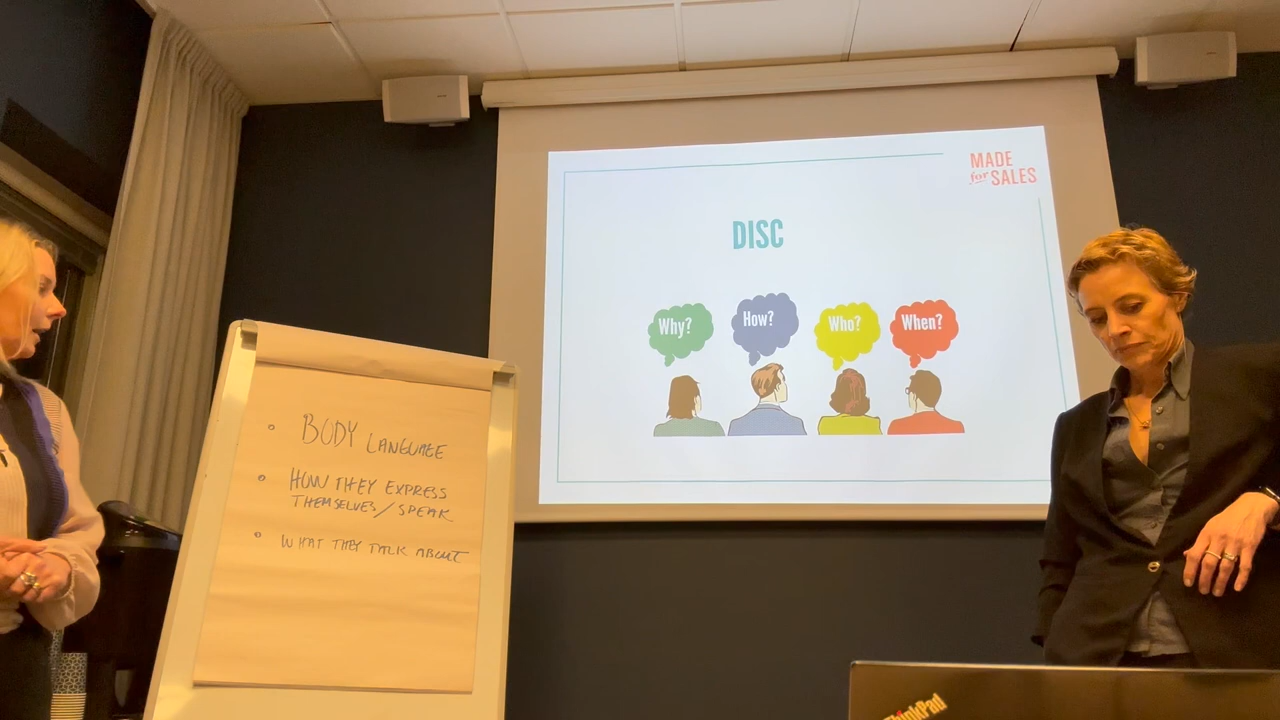 MADE
for SALES
DISC
Why?
How?
Who?
When?
BODY LANGUAGE
HOW THEY EXPRESS
THEMSELVES/SPEAK
WHAT THEY TALK ABOUT
ThinkPad